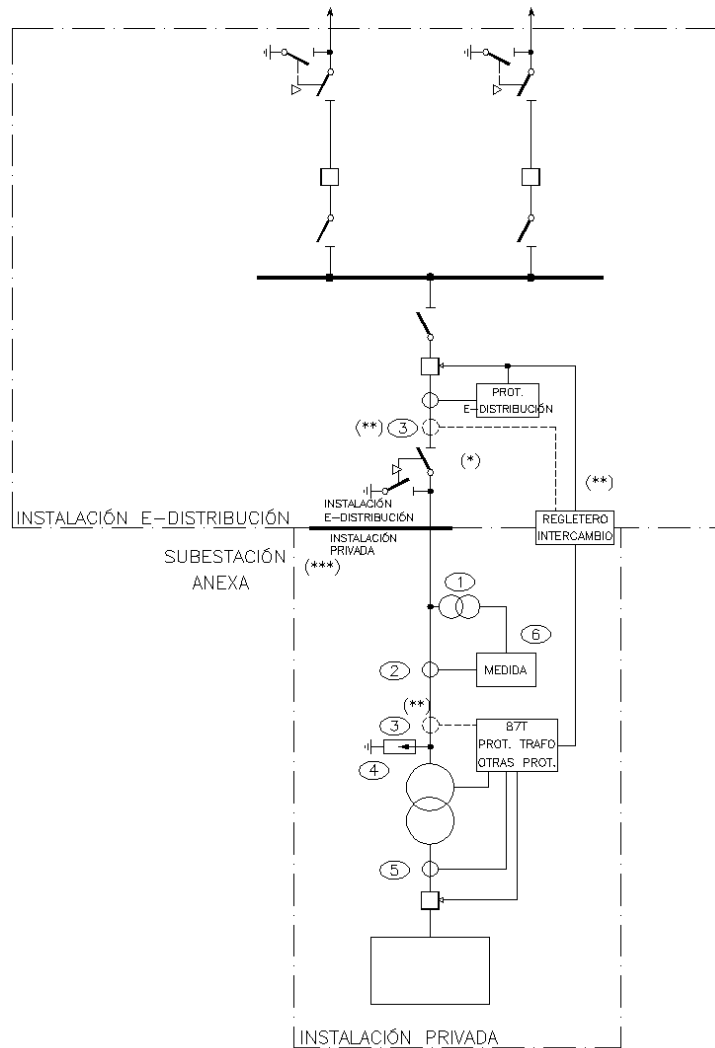 PROT.
E-DISTRIBUCIÓN
(**) 3
(*)
(**)
INSTALACIÓN
E-DISTRIBUCIÓN
INSTALACIÓN E-DISTRIBUCIÓN
REGLETERO
INTERCAMBIO
INSTALACIÓN
PRIVADA
SUBESTACIÓN
ANEXA
(***)
1
6
2
MEDIDA
(**)
3
87T
PROT. TRAFO
OTRAS PROT.
4
5
INSTALACIÓN PRIVADA